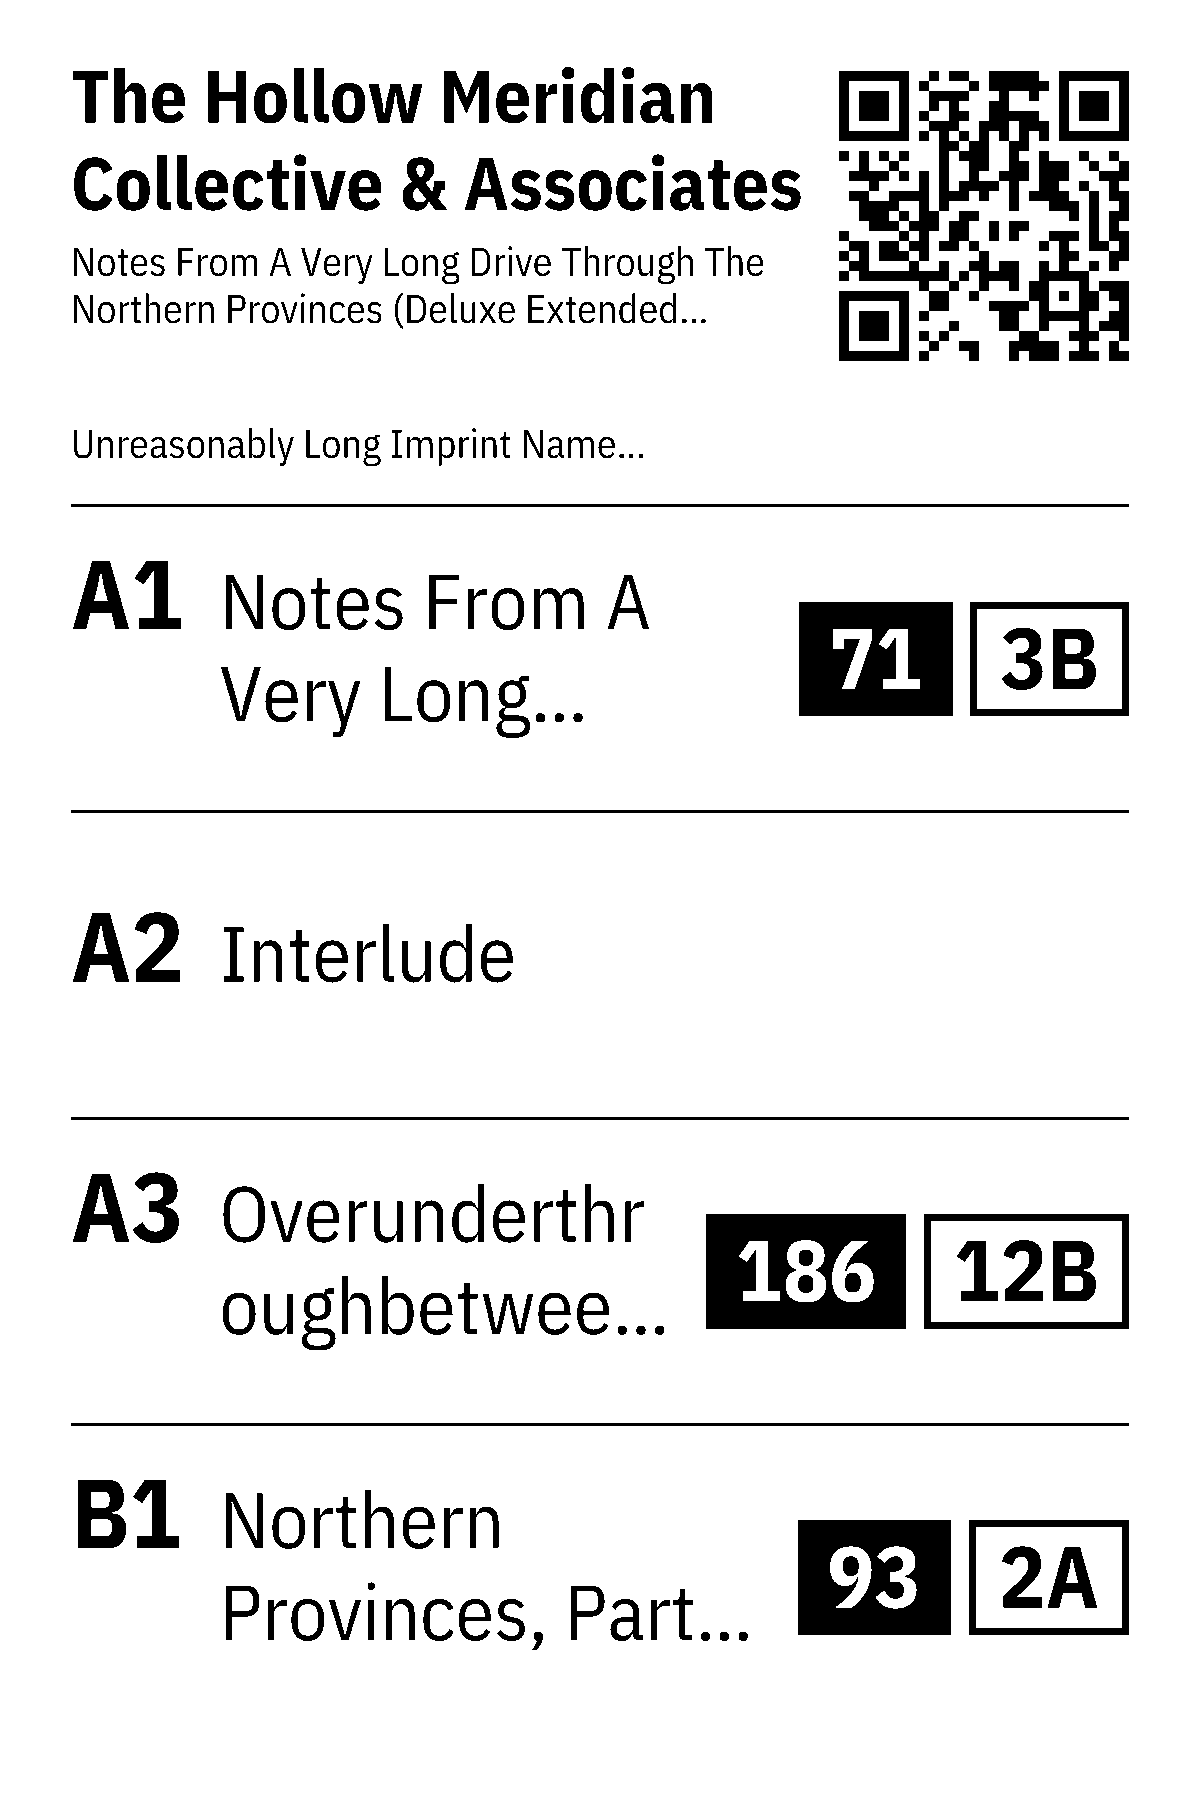 The Hollow Meridian
Collective & Associates
Notes From A Very Long Drive Through The
Northern Provinces (Deluxe Extended...
Unreasonably Long Imprint Name...
A1 Notes From A
Very Long...
71 3B
A2 Interlude
A3 Overunderthr
oughbetwee...
186 12B
B1 Northern
Provinces, Part...
93 2A